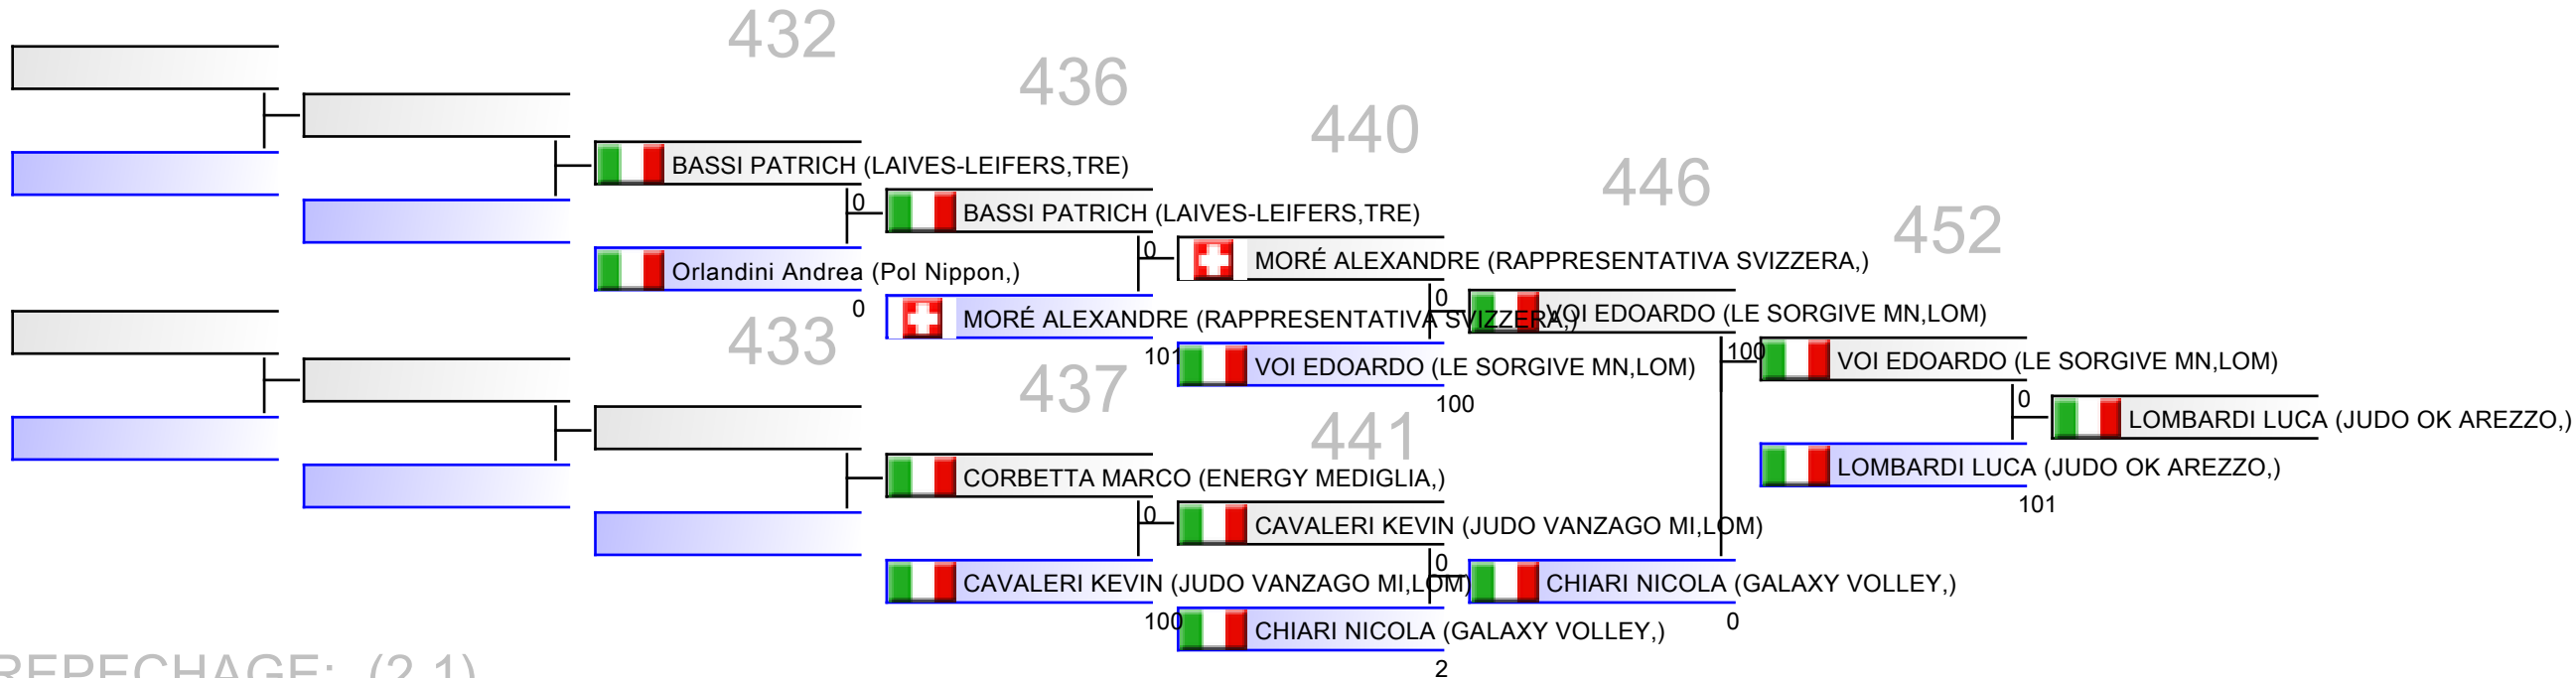 432
436
440
BASSI PATRICH (LAIVES-LEIFERS,TRE)
446
0
BASSI PATRICH (LAIVES-LEIFERS,TRE)
452
0
MORÉ ALEXANDRE (RAPPRESENTATIVA SVIZZERA,)
Orlandini Andrea (Pol Nippon,)
0
0
VOI EDOARDO (LE SORGIVE MN,LOM)
MORÉ ALEXANDRE (RAPPRESENTATIVA SVIZZERA,)
433
101
100
VOI EDOARDO (LE SORGIVE MN,LOM)
VOI EDOARDO (LE SORGIVE MN,LOM)
437
100
0
LOMBARDI LUCA (JUDO OK AREZZO,)
441
LOMBARDI LUCA (JUDO OK AREZZO,)
CORBETTA MARCO (ENERGY MEDIGLIA,)
101
0
CAVALERI KEVIN (JUDO VANZAGO MI,LOM)
0
CAVALERI KEVIN (JUDO VANZAGO MI,LOM)
CHIARI NICOLA (GALAXY VOLLEY,)
100
0
CHIARI NICOLA (GALAXY VOLLEY,)
2
REPECHAGE: (2,1)